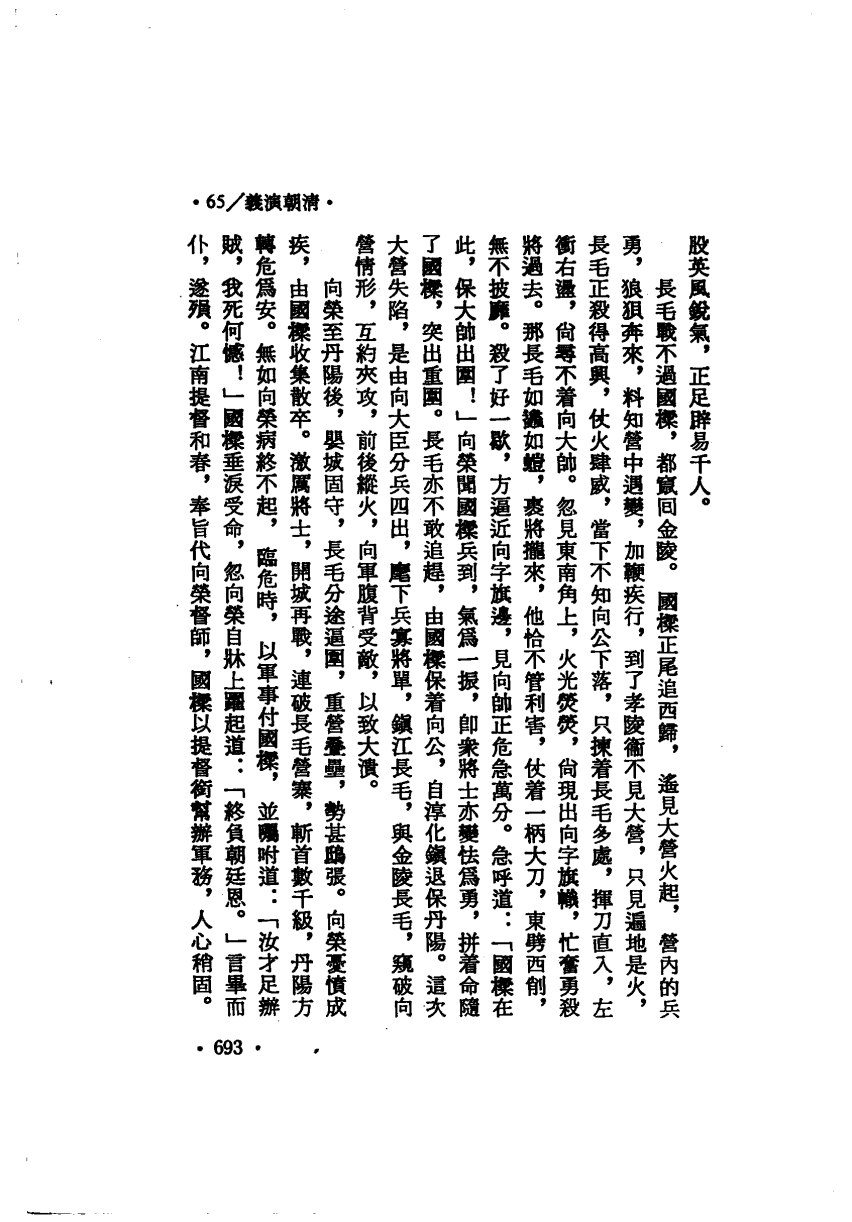 ·65/義演朝清·
股英風銳氣，正足辟易千人。
長毛戰不過國樑，都竄囘金陵。國樑正尾追西歸，遙見大營火起，營內的兵
勇，狼狽奔來，料知營中遇變，加鞭疾行，到了孝陵衞不見大營，只見遍地是火，
長毛正殺得高興，仗火肆威，當下不知向公下落，只揀着長毛多處，揮刀直入，左
衝右盪，尙尋不着向大帥。忽見東南角上，火光熒熒，尙現出向字旗幟，忙奮勇殺
將過去。那長毛如蟻如螘，裹將攏來，他恰不管利害，仗着一柄大刀，東劈西削，
無不披靡。殺了好一歇，方逼近向字旗邊，見向帥正危急萬分。急呼道：「國樑在
此，保大帥出圍！」向榮聞國樑兵到，氣爲一振，卽衆將士亦變怯爲勇，拼着命隨
了國樑，突出重圍。長毛亦不敢追趕，由國樑保着向公，自淳化鎭退保丹陽。這次
大營失陷，是由向大臣分兵四出，麾下兵寡將單，鎭江長毛，與金陵長毛，窺破向
營情形，互約夾攻，前後縱火，向軍腹背受敵，以致大潰。
向榮至丹陽後，嬰城固守，長毛分途逼圍，重營疊壘，勢甚鴟張。向榮憂憤成
疾，由國樑收集散卒。激厲將士，開城再戰，連破長毛營寨，斬首數千級，丹陽方
轉危爲安。無如向榮病終不起，臨危時，以軍事付國樑，並囑咐道：「汝才足辦
賊，我死何憾！」國樑垂淚受命，忽向榮自牀上躍起道：「終負朝廷恩。」言畢而
仆，遂殞。江南提督和春，奉旨代向榮督師，國樑以提督銜幫辦軍務，人心稍固。
·693·